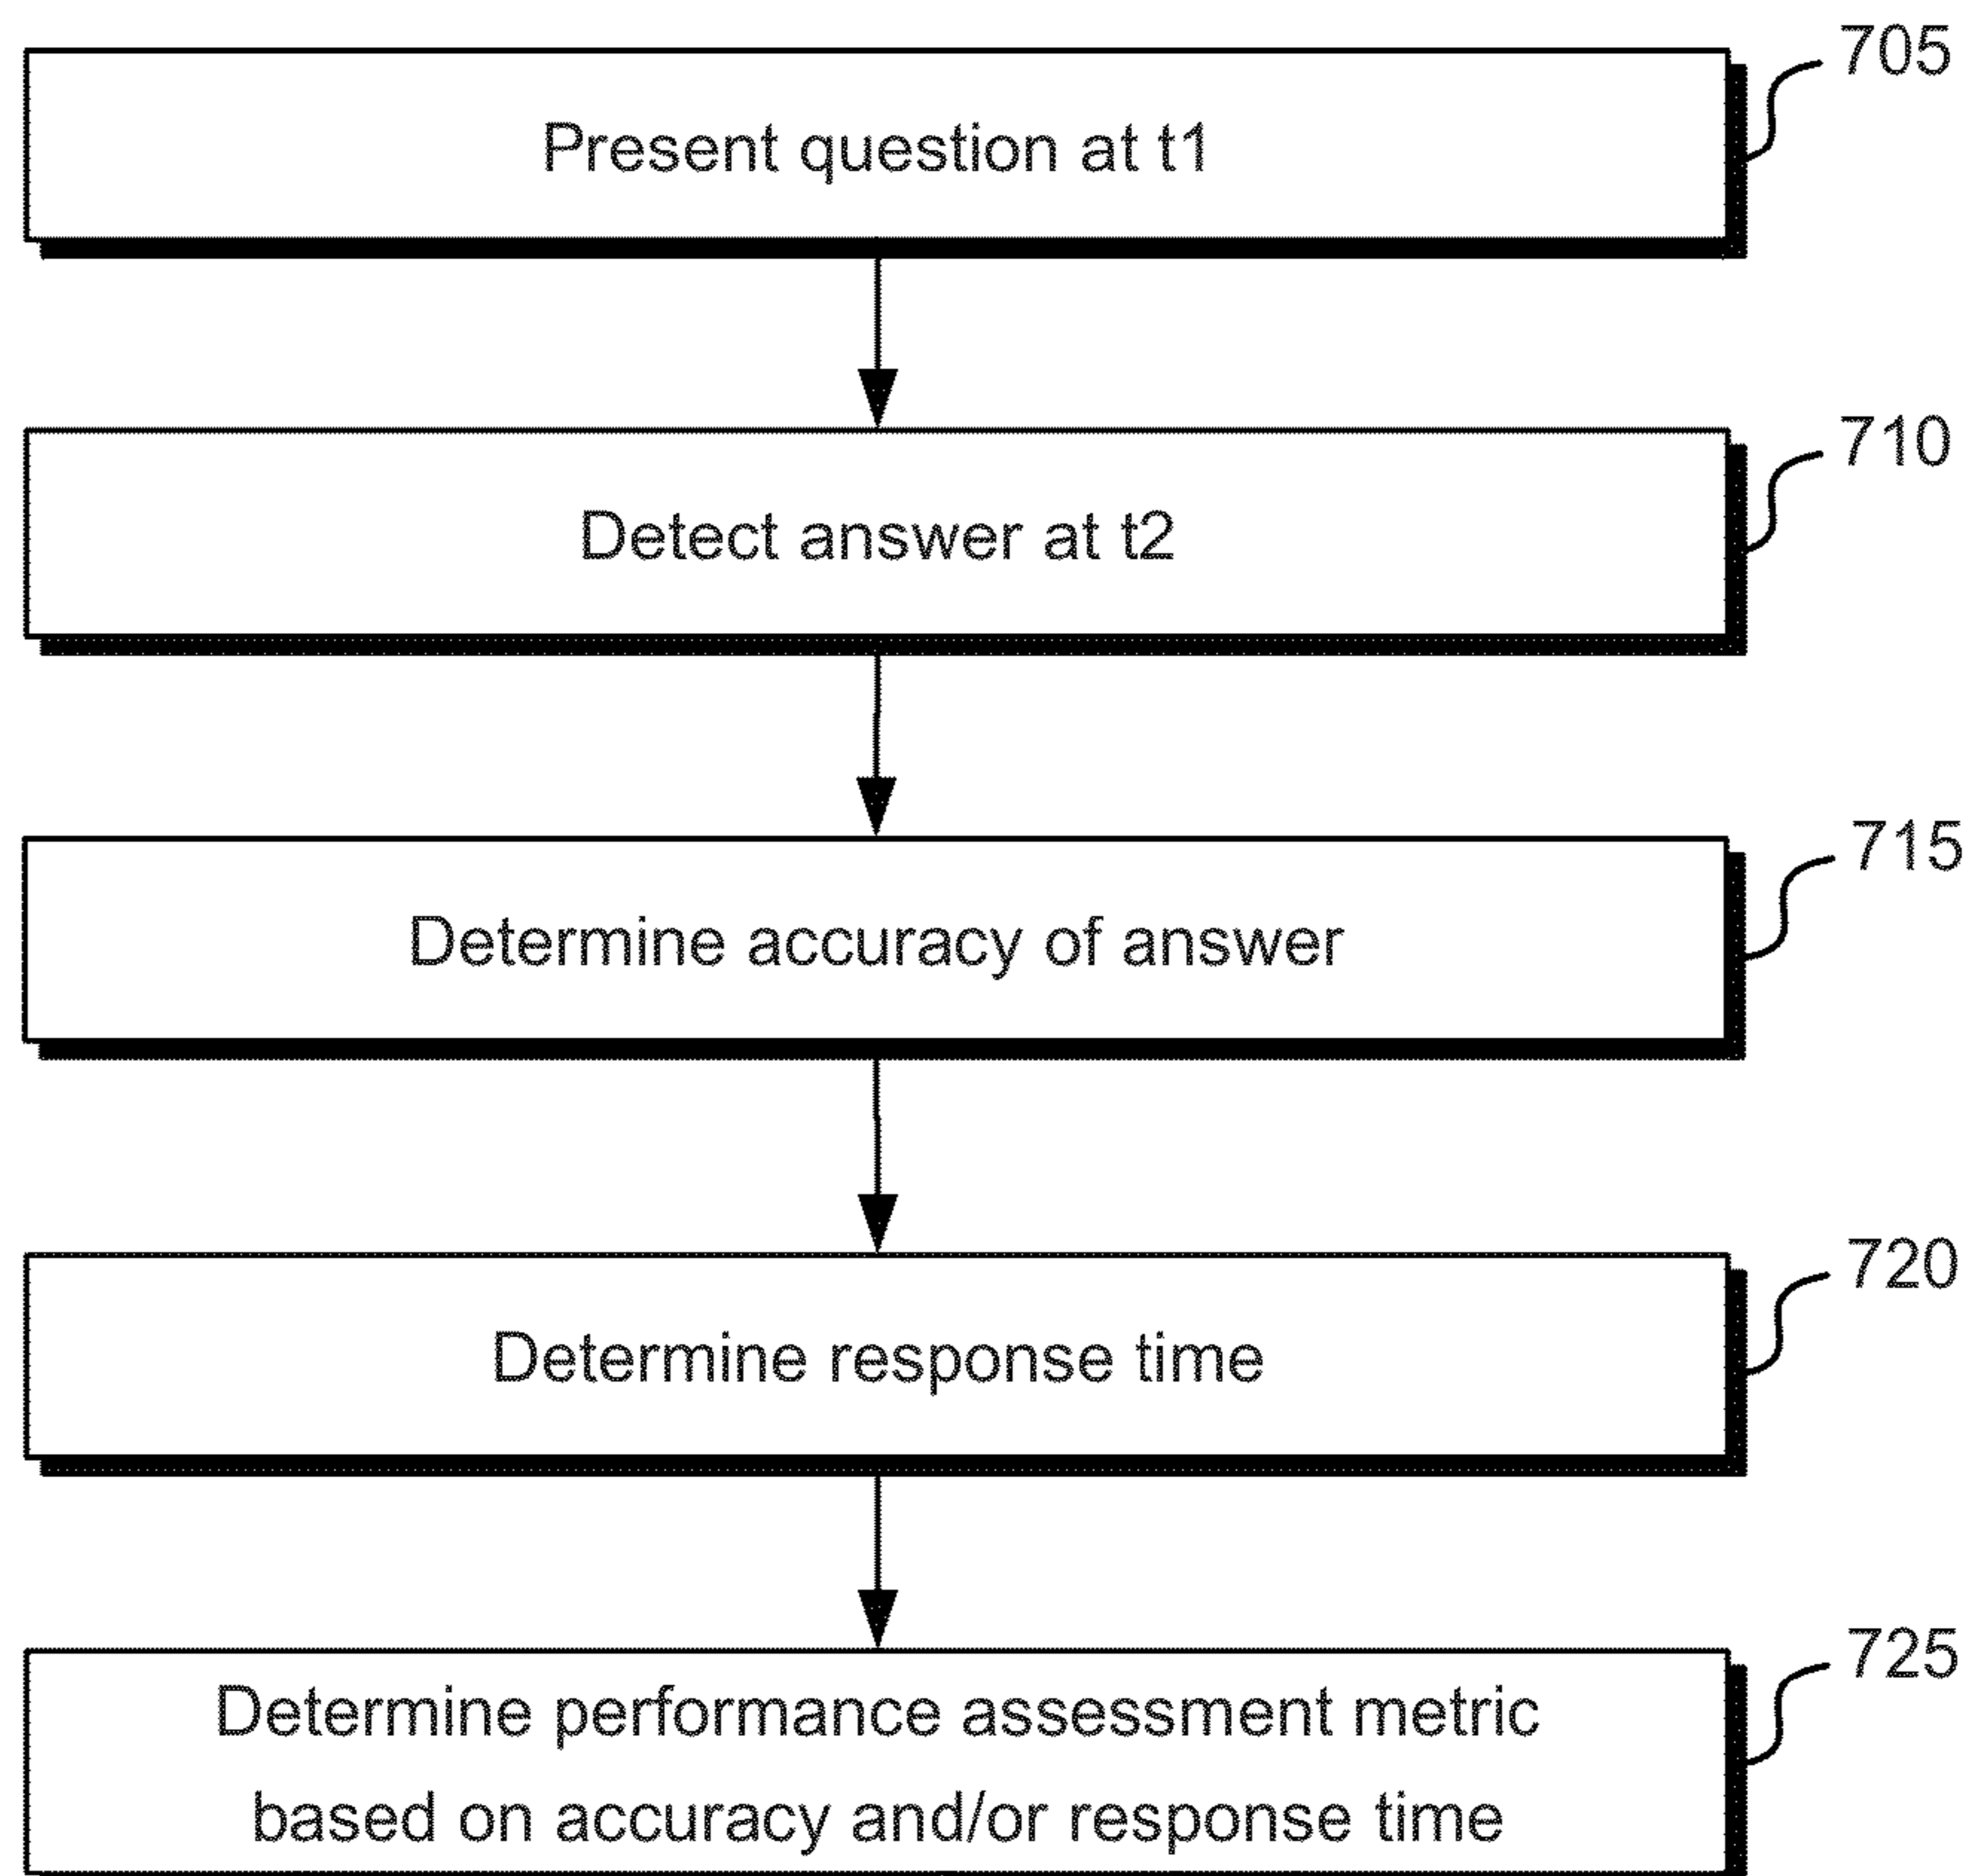 705
Present question at t1
710
Detect answer at t2
715
Determine accuracy of answer
720
Determine response time
725
Determine performance assessment metric
based on accuracy and/or response time